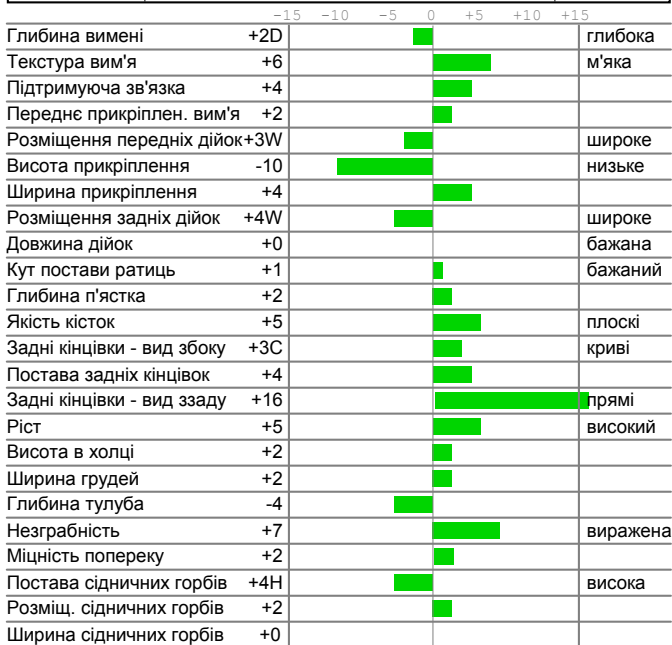 -15 -10 -5 0 +5 +10 +15
Глибина вимені +2D глибока
Текстура вим'я +6 м'яка
Підтримуюча зв'язка +4
Переднє прикріплен. вим'я +2
Розміщення передніх дійок+3W широке
Висота прикріплення -10 низьке
Ширина прикріплення +4
Розміщення задніх дійок +4W широке
Довжина дійок +0 бажана
Кут постави ратиць +1 бажаний
Глибина п'ястка +2
Якість кісток +5 плоскі
Задні кінцівки - вид збоку +3C криві
Постава задніх кінцівок +4
Задні кінцівки - вид ззаду +16 прямі
Ріст +5 високий
Висота в холці +2
Ширина грудей +2
Глибина тулуба -4
Незграбність +7 виражена
Міцність попереку +2
Постава сідничних горбів +4H висока
Розміщ. сідничних горбів +2
Ширина сідничних горбів +0